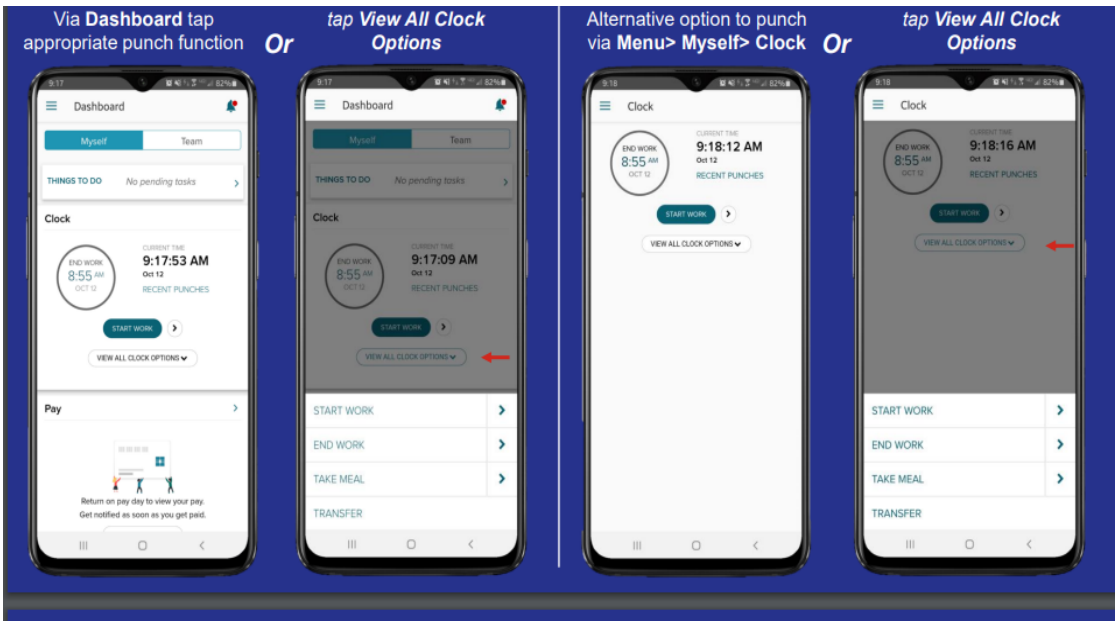 Via Dashboard tap
appropriate punch function
Or
tap View All Clock
Options
Alternative option to punch
via Menu> Myself> Clock
Or
tap View All Clock
Options
9:17
82%
Dashboard
Myself
Team
THINGS TO DO
No pending tasks
Clock
END WORK
8:55 AM
OCT 12
CURRENT TIME
9:17:53 AM
Oct 12
RECENT PUNCHES
START WORK
VIEW ALL CLOCK OPTIONS
Pay
Return on pay day to view your pay.
Get notified as soon as you get paid.
9:17
82%
Dashboard
Myself
Team
THINGS TO DO
No pending tasks
Clock
END WORK
8:55 AM
OCT 12
CURRENT TIME
9:17:09 AM
Oct 12
RECENT PUNCHES
START WORK
VIEW ALL CLOCK OPTIONS
START WORK
END WORK
TAKE MEAL
TRANSFER
9:18
82%
Clock
END WORK
8:55 AM
OCT 12
CURRENT TIME
9:18:12 AM
Oct 12
RECENT PUNCHES
START WORK
VIEW ALL CLOCK OPTIONS
9:18
82%
Clock
END WORK
8:55 AM
OCT 12
CURRENT TIME
9:18:16 AM
Oct 12
RECENT PUNCHES
START WORK
VIEW ALL CLOCK OPTIONS
START WORK
END WORK
TAKE MEAL
TRANSFER